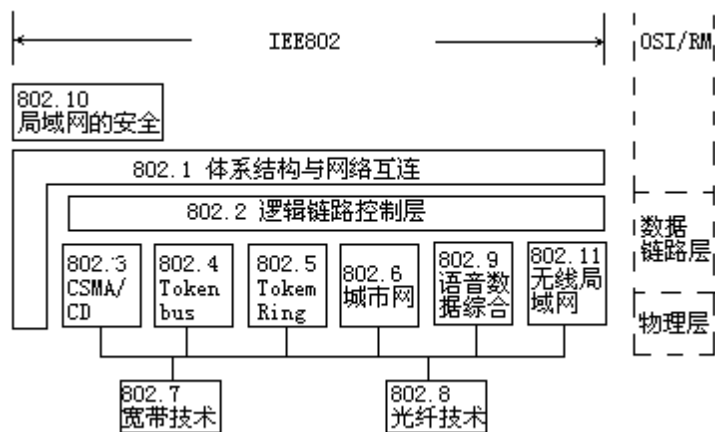 IEE802
OSI/RM
802.10
局域网的安全
802.1 体系结构与网络互连
802.2 逻辑链路控制层
数据
链路层
802.3
CSMA/
CD
802.4
Token
bus
802.5
Tokem
Ring
802.6
城市网
802.9
语音数
据综合
802.11
无线局
域网
物理层
802.7
宽带技术
802.8
光纤技术